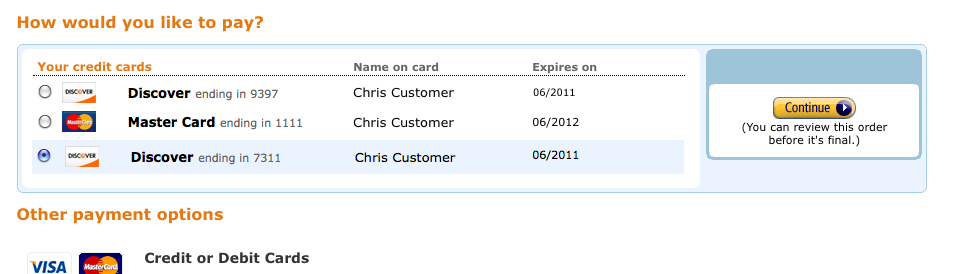 How would you like to pay?
Your credit cards Name on card Expires on
DISCOVER Discover ending in 9397 Chris Customer 06/2011
MasterCard Master Card ending in 1111 Chris Customer 06/2012
DISCOVER Discover ending in 7311 Chris Customer 06/2011
Continue
(You can review this order
before it's final.)
Other payment options
VISA MasterCard Credit or Debit Cards